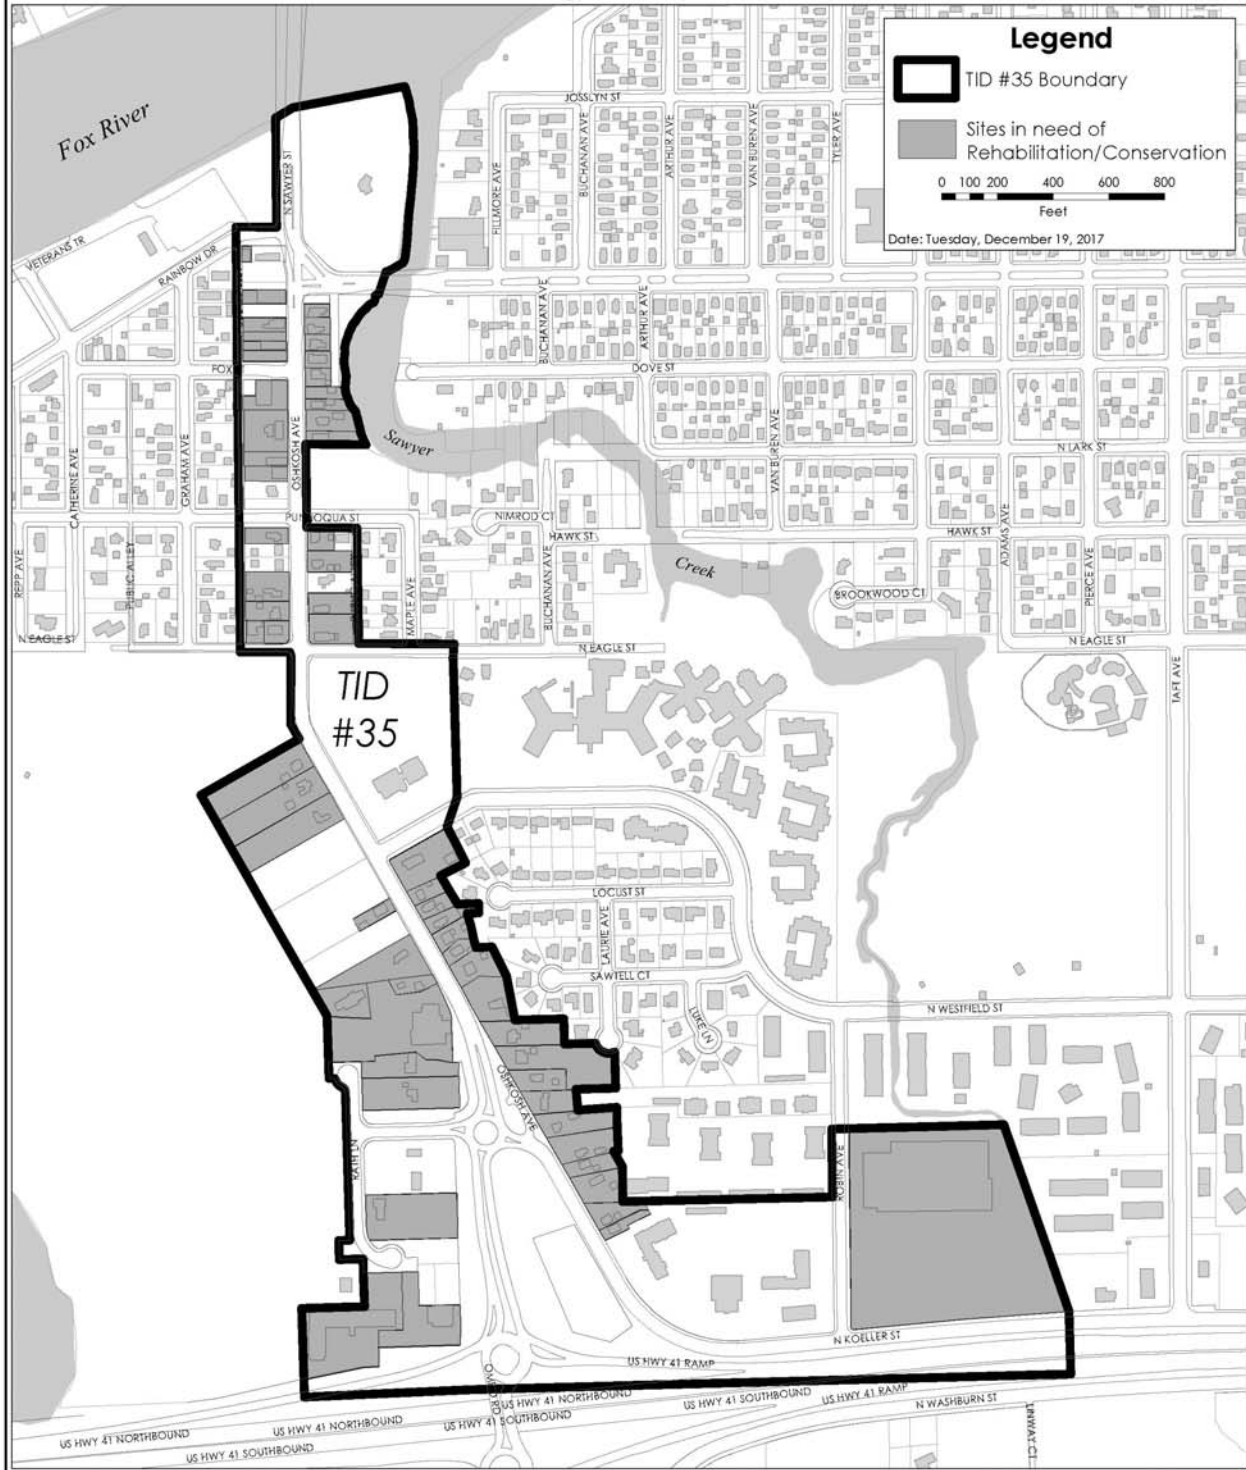 Legend
TID #35 Boundary
Sites in need of
Rehabilitation/Conservation
0 100 200 400 600 800
Feet
Date: Tuesday, December 19, 2017
Fox River
JOSSLYN ST
N SAWYER ST
FILLMORE AVE
BUCHANAN AVE
ARTHUR AVE
VAN BUREN AVE
TYLER AVE
VETERANS TR
RAINBOW DR
BUCHANAN AVE
ARTHUR AVE
FOX
DOVE ST
OSHKOSH AVE
Sawyer
CATHERINE AVE
GRAHAM AVE
VAN BUREN AVE
N LARK ST
NIMROD CT
HAWK ST
HAWK ST
ADAMS AVE
REPP AVE
PUBLIC ALLEY
MAPLE AVE
BUCHANAN AVE
Creek
BROOKWOOD CT
PIERCE AVE
N EAGLE ST
N EAGLE ST
N EAGLE ST
TAFT AVE
TID
#35
LOCUST ST
LAURIE AVE
SAWTELL CT
LUKE LN
N WESTFIELD ST
OSHKOSH AVE
RATH LN
ROBIN AVE
N KOELLER ST
US HWY 41 RAMP
US HWY 41 NORTHBOUND
US HWY 41 SOUTHBOUND
US HWY 41 RAMP
N WASHBURN ST
US HWY 41 NORTHBOUND
US HWY 41 SOUTHBOUND
US HWY 41 NORTHBOUND
US HWY 41 SOUTHBOUND